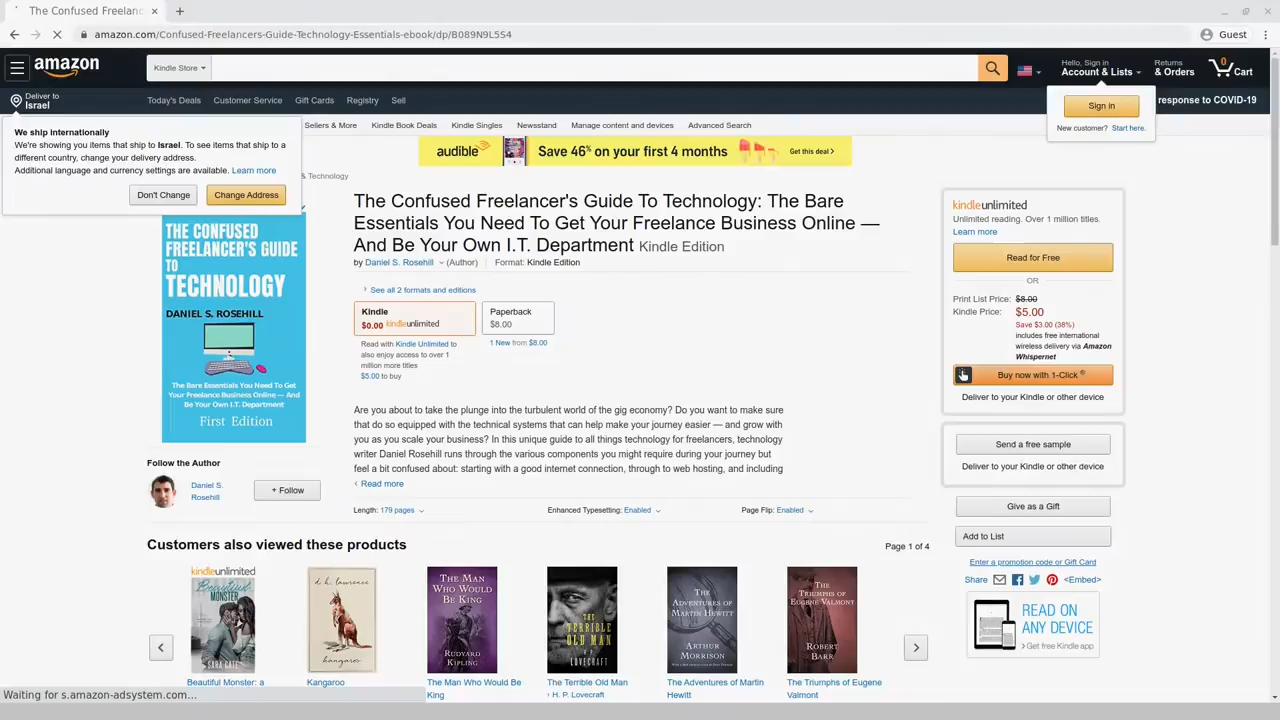 The Confused Freelanc
amazon.com/Confused-Freelancers-Guide-Technology-Essentials-ebook/dp/B089N9L5S4
Guest
amazon
Kindle Store
Hello, Sign in
Account & Lists
Returns
& Orders
0
Cart
Deliver to
Israel
Today's Deals
Customer Service
Gift Cards
Registry
Sell
response to COVID-19
Sign in
New customer? Start here.
We ship internationally
We're showing you items that ship to Israel. To see items that ship to a
different country, change your delivery address.
Additional language and currency settings are available. Learn more
Don't Change
Change Address
Sellers & More
Kindle Book Deals
Kindle Singles
Newsstand
Manage content and devices
Advanced Search
audible
Save 46% on your first 4 months
Get this deal >
& Technology
THE CONFUSED
FREELANCER'S GUIDE
TO
TECHNOLOGY
DANIEL S. ROSEHILL
The Bare Essentials You Need To Get
Your Freelance Business Online — And
Be Your Own I.T. Department
First Edition
Follow the Author
Daniel S.
Rosehill
+ Follow
The Confused Freelancer's Guide To Technology: The Bare
Essentials You Need To Get Your Freelance Business Online —
And Be Your Own I.T. Department Kindle Edition
by Daniel S. Rosehill (Author)
Format: Kindle Edition
See all 2 formats and editions
Kindle
$0.00 kindleunlimited
Paperback
$8.00
Read with Kindle Unlimited to
also enjoy access to over 1
million more titles
$5.00 to buy
1 New from $8.00
Are you about to take the plunge into the turbulent world of the gig economy? Do you want to make sure
that do so equipped with the technical systems that can help make your journey easier — and grow with
you as you scale your business? In this unique guide to all things technology for freelancers, technology
writer Daniel Rosehill runs through the various components you might require during your journey but
feel a bit confused about: starting with a good internet connection, through to web hosting, and including
Read more
Length: 179 pages
Enhanced Typesetting: Enabled
Page Flip: Enabled
kindleunlimited
Unlimited reading. Over 1 million titles.
Learn more
Read for Free
OR
Print List Price: $8.00
Kindle Price: $5.00
Save $3.00 (38%)
includes free international
wireless delivery via Amazon
Whispernet
Buy now with 1-Click ®
Deliver to your Kindle or other device
Send a free sample
Deliver to your Kindle or other device
Give as a Gift
Add to List
Enter a promotion code or Gift Card
Share
<Embed>
READ ON
ANY DEVICE
> Get free Kindle app
Customers also viewed these products
Page 1 of 4
kindleunlimited
Beautiful
MONSTER
SARA CATE
Beautiful Monster: a
d. h. lawrence
kangaroo
Kangaroo
THE MAN
WHO WOULD
BE KING
RUDYARD
KIPLING
The Man Who Would Be
King
THE
TERRIBLE
OLD MAN
H P LOVECRAFT
The Terrible Old Man
› H. P. Lovecraft
THE
ADVENTURES OF
MARTIN HEWITT
ARTHUR
MORRISON
The Adventures of Martin
Hewitt
THE
TRIUMPHS OF
EUGENE VALMONT
ROBERT
BARR
The Triumphs of Eugene
Valmont
Waiting for s.amazon-adsystem.com...